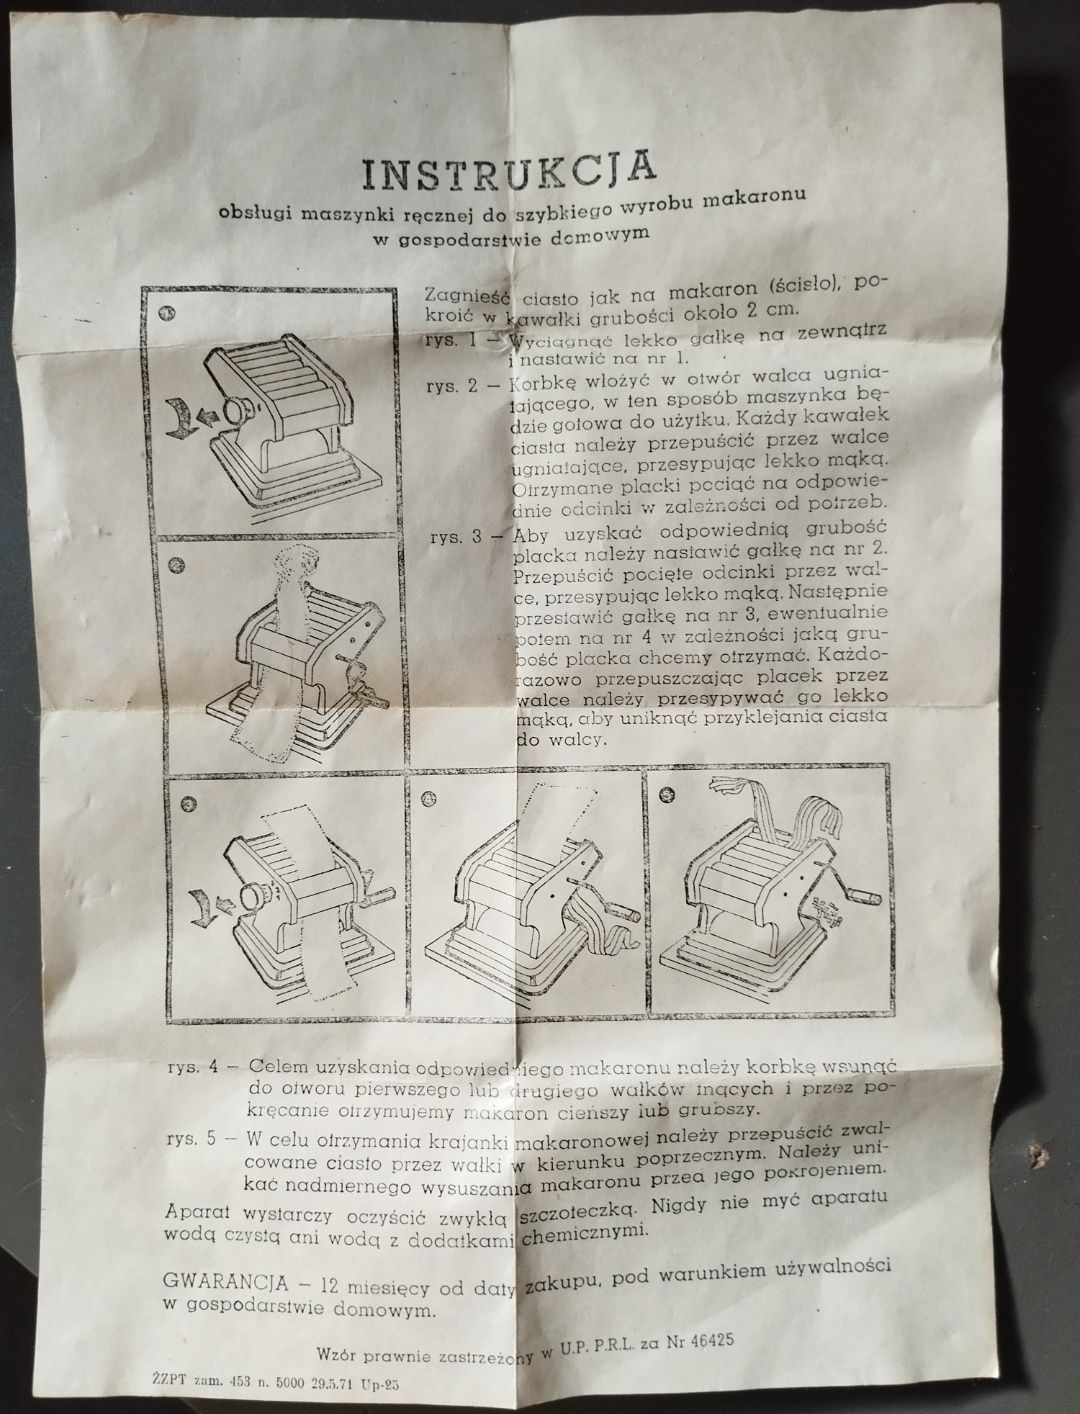 INSTRUKCJA
obsługi maszynki ręcznej do szybkiego wyrobu makaronu
w gospodarstwie domowym
Zagnieść ciasto jak na makaron (ścisło), po-
kroić w kawałki grubości około 2 cm.
rys. 1 — Wyciągnąć lekko gałkę na zewnątrz
i nastawić na nr 1.
rys. 2 — Korbkę włożyć w otwór walca ugnia-
tającego, w ten sposób maszynka bę-
dzie gotowa do użytku. Każdy kawałek
ciasta należy przepuścić przez walce
ugniatające, przesypując lekko mąką.
Otrzymane placki pociąć na odpowie-
dnie odcinki w zależności od potrzeb.
rys. 3 — Aby uzyskać odpowiednią grubość
placka należy nastawić gałkę na nr 2.
Przepuścić pocięte odcinki przez wal-
ce, przesypując lekko mąką. Następnie
przestawić gałkę na nr 3, ewentualnie
potem na nr 4 w zależności jaką gru-
bość placka chcemy otrzymać. Każdo-
razowo przepuszczając placek przez
walce należy przesypywać go lekko
mąką, aby uniknąć przyklejania ciasta
do walcy.
1
2
3
4
5
rys. 4 — Celem uzyskania odpowiedniego makaronu należy korbkę wsunąć
do otworu pierwszego lub drugiego wałków tnących i przez po-
kręcanie otrzymujemy makaron cieńszy lub grubszy.
rys. 5 — W celu otrzymania krajanki makaronowej należy przepuścić zwal-
cowane ciasto przez wałki w kierunku poprzecznym. Należy uni-
kać nadmiernego wysuszania makaronu przed jego pokrojeniem.
Aparat wystarczy oczyścić zwykłą szczoteczką. Nigdy nie myć aparatu
wodą czystą ani wodą z dodatkami chemicznymi.
GWARANCJA — 12 miesięcy od daty zakupu, pod warunkiem używalności
w gospodarstwie domowym.
Wzór prawnie zastrzeżony w U.P. P.R.L. za Nr 46425
ŻZPT zam. 453 n. 5000 29.5.71 Up-25